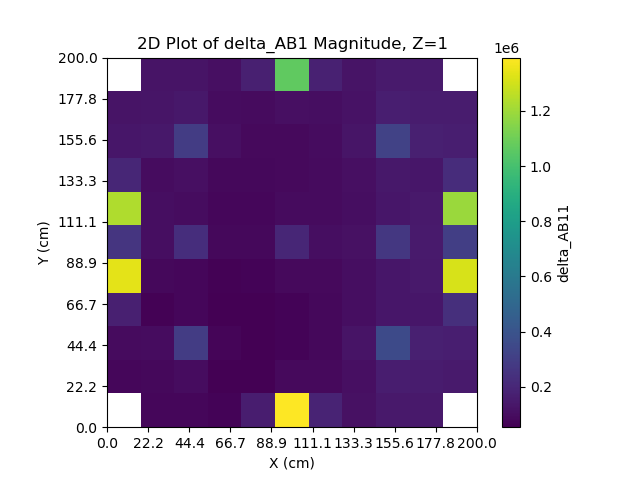 2D Plot of delta_AB1 Magnitude, Z=1
1e6
200.0
177.8
155.6
133.3
111.1
88.9
66.7
44.4
22.2
0.0
Y (cm)
0.0 22.2 44.4 66.7 88.9 111.1 133.3 155.6 177.8 200.0
X (cm)
1.2
1.0
0.8
0.6
0.4
0.2
delta_AB11